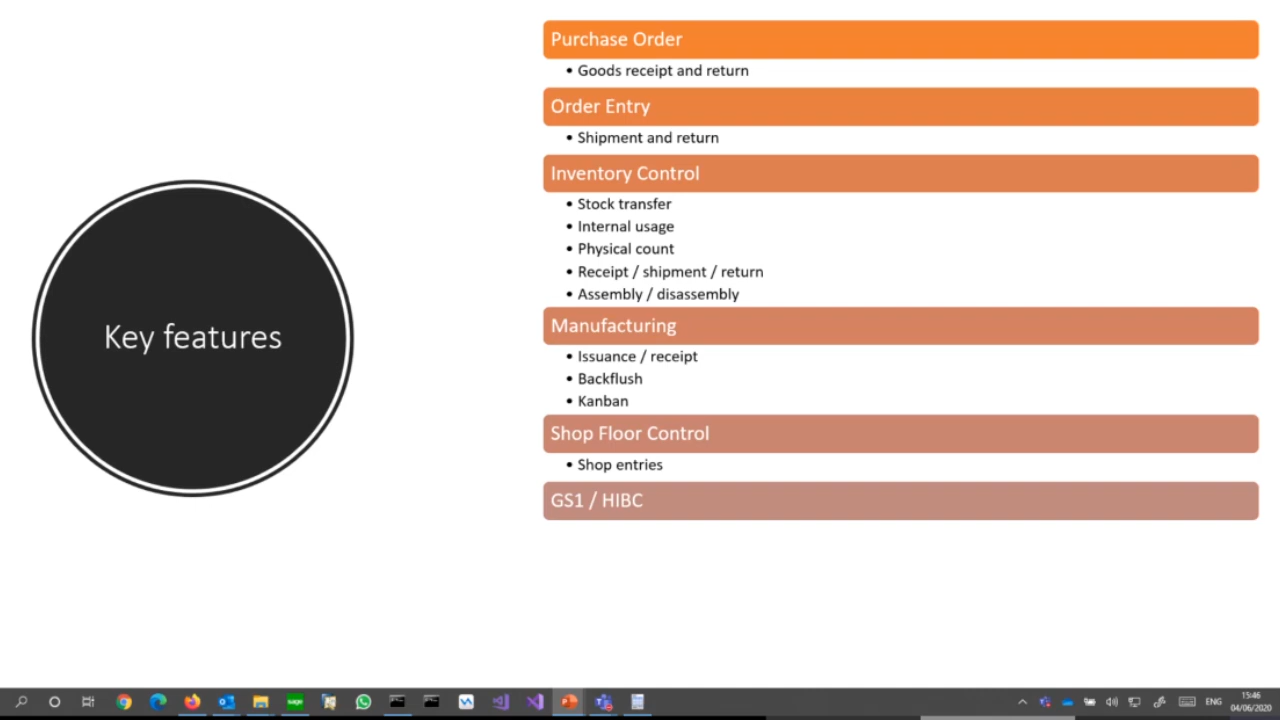 Key features
Purchase Order
• Goods receipt and return
Order Entry
• Shipment and return
Inventory Control
• Stock transfer
• Internal usage
• Physical count
• Receipt / shipment / return
• Assembly / disassembly
Manufacturing
• Issuance / receipt
• Backflush
• Kanban
Shop Floor Control
• Shop entries
GS1 / HIBC
sage
ENG
15:46
04/06/2020